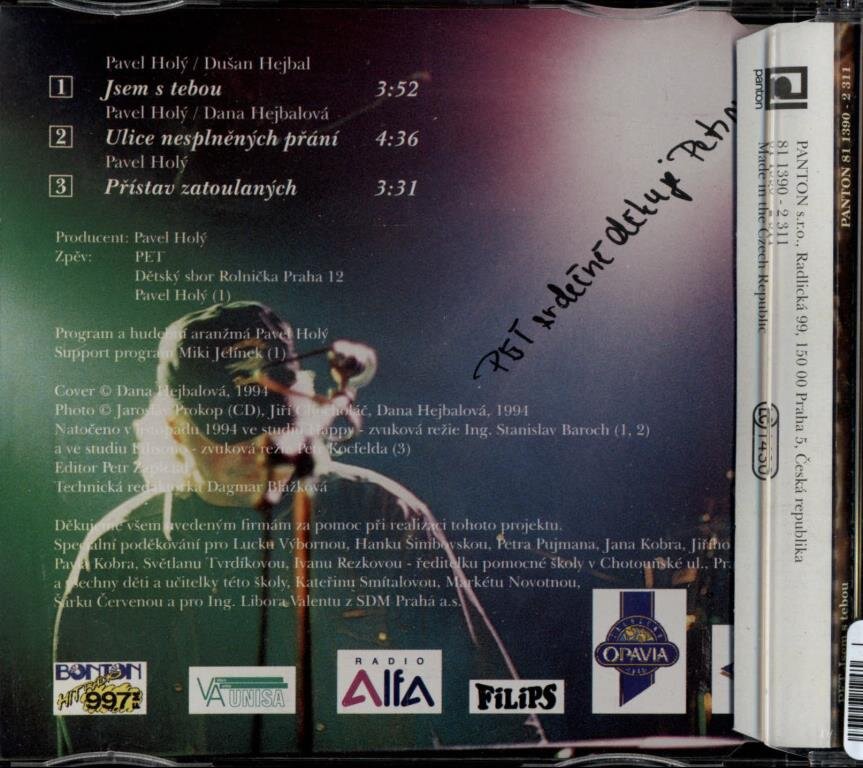 Pavel Holý / Dušan Hejbal
1 Jsem s tebou 3:52
Pavel Holý / Dana Hejbalová
2 Ulice nesplněných přání 4:36
Pavel Holý
3 Přístav zatoulaných 3:31
Producent: Pavel Holý
Zpěv: PET
Dětský sbor Rolnička Praha 12
Pavel Holý (1)
Program a hudební aranžmá Pavel Holý
Support program Miki Jelínek (1)
Cover © Dana Hejbalová, 1994
Photo © Jaroslav Prokop (CD), Jiří Chocholáč, Dana Hejbalová, 1994
Natočeno v listopadu 1994 ve studiu Happy - zvuková režie Ing. Stanislav Baroch (1, 2)
a ve studiu - zvuková režie Petr Kocfelda (3)
Editor Petr
Technická redaktorka Dagmar Blažková
Děkujeme všem uvedeným firmám za pomoc při realizaci tohoto projektu.
Speciální poděkování pro Lucku Výbornou, Hanku Šimbovskou, Petra Pujmana, Jana Kobra, Jiřího
Pavla Kobra, Světlanu Tvrdíkovou, Ivanu Rezkovou - ředitelku pomocné školy v Chotouňské ul.,
a všechny děti a učitelky této školy, Kateřinu Smítalovou, Markétu Novotnou,
Šárku Červenou a pro Ing. Libora Valentu z SDM Prahá a.s.
PET srdečně děkuji
BONTON
997
VA UNISA
RADIO
AlfA
FiLiPS
OPAVIA
panton
PANTON s.r.o., Radlická 99, 150 00 Praha 5, Česká republika
81 1390 - 2 311
Made in the Czech Republic
LC 1430
PANTON 81 1390 - 2 311
Jsem s tebou